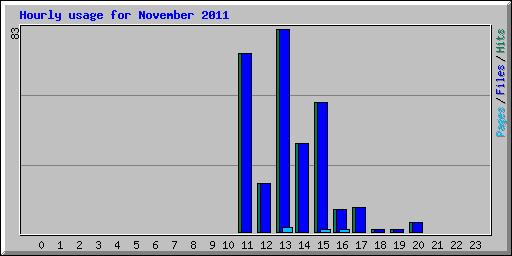 Hourly usage for November 2011
83
Pages/Files/Hits
0 1 2 3 4 5 6 7 8 9 10 11 12 13 14 15 16 17 18 19 20 21 22 23